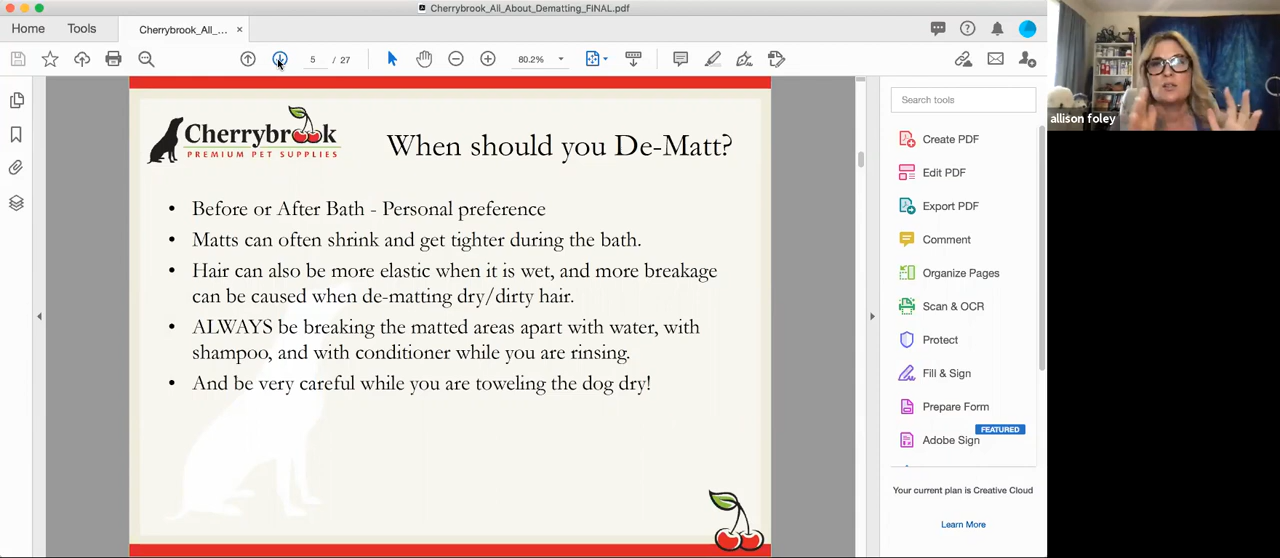 Cherrybrook_All_About_Dematting_FINAL.pdf
Home
Tools
Cherrybrook_All_...
5 / 27
80.2%
allison foley
Cherrybrook
PREMIUM PET SUPPLIES
When should you De-Matt?
• Before or After Bath - Personal preference
• Matts can often shrink and get tighter during the bath.
• Hair can also be more elastic when it is wet, and more breakage
can be caused when de-matting dry/dirty hair.
• ALWAYS be breaking the matted areas apart with water, with
shampoo, and with conditioner while you are rinsing.
• And be very careful while you are toweling the dog dry!
Search tools
Create PDF
Edit PDF
Export PDF
Comment
Organize Pages
Scan & OCR
Protect
Fill & Sign
Prepare Form
FEATURED
Adobe Sign
Your current plan is Creative Cloud
Learn More